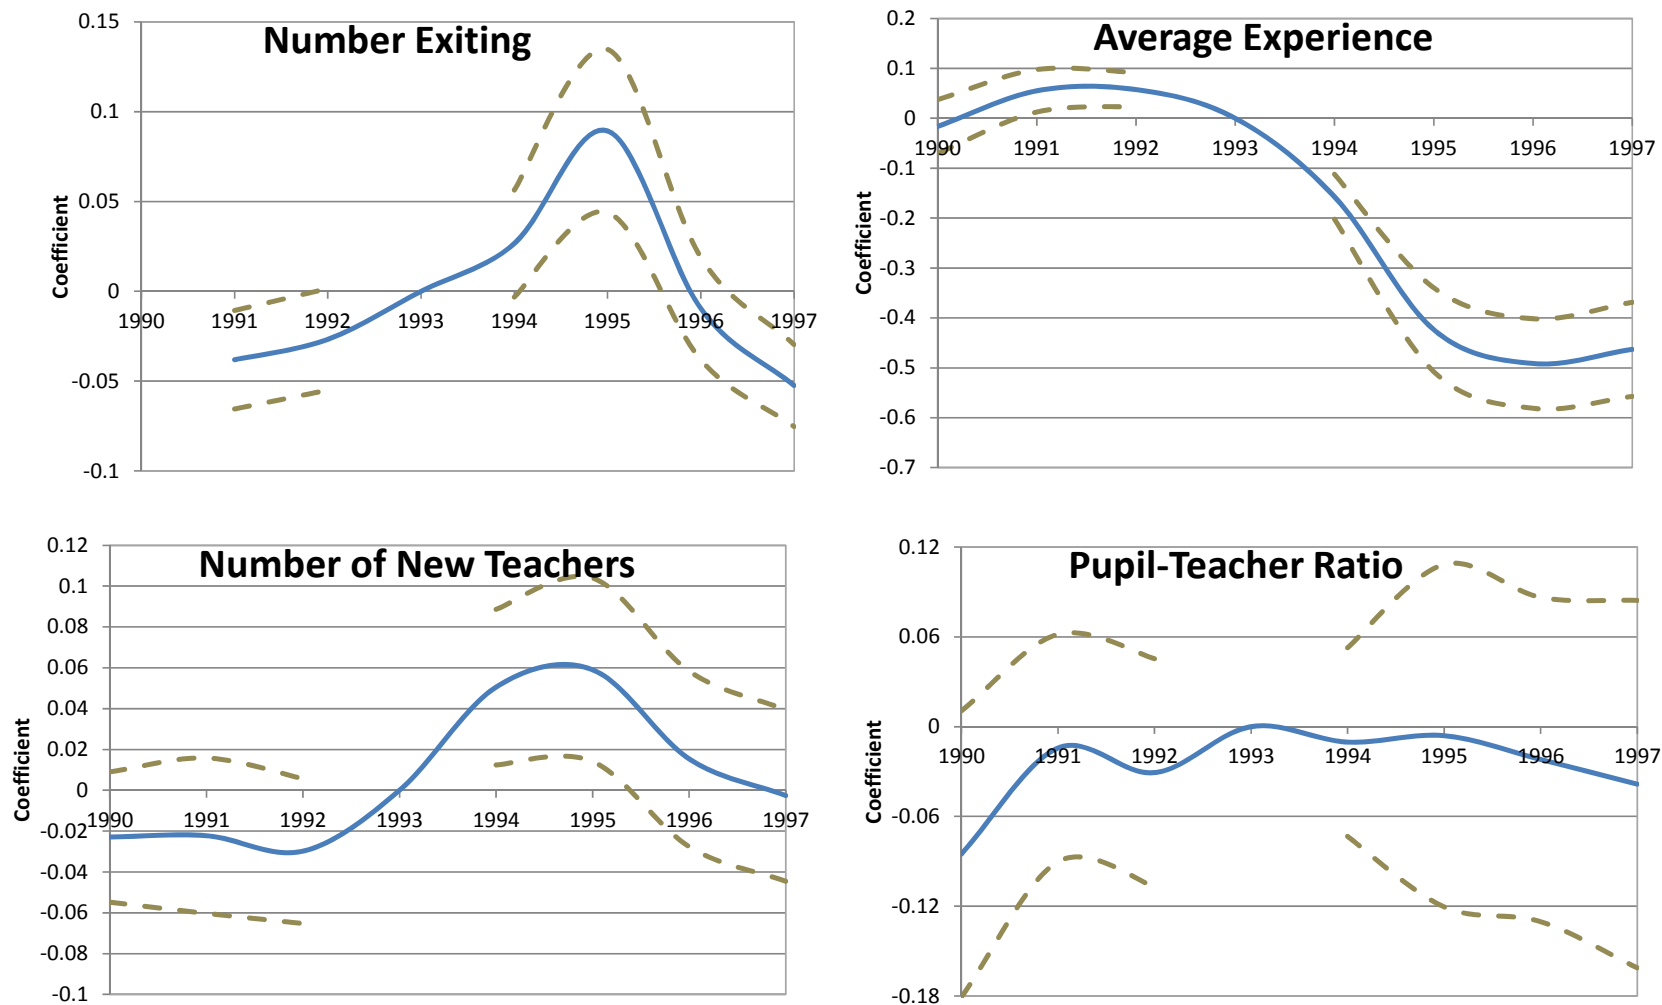 Number Exiting
0.15
0.1
0.05
0
-0.05
-0.1
Coefficient
1990 1991 1992 1993 1994 1995 1996 1997
Average Experience
0.2
0.1
0
-0.1
-0.2
-0.3
-0.4
-0.5
-0.6
-0.7
Coefficient
1990 1991 1992 1993 1994 1995 1996 1997
Number of New Teachers
0.12
0.1
0.08
0.06
0.04
0.02
0
-0.02
-0.04
-0.06
-0.08
-0.1
Coefficient
1990 1991 1992 1993 1994 1995 1996 1997
Pupil-Teacher Ratio
0.12
0.06
0
-0.06
-0.12
-0.18
Coefficient
1990 1991 1992 1993 1994 1995 1996 1997